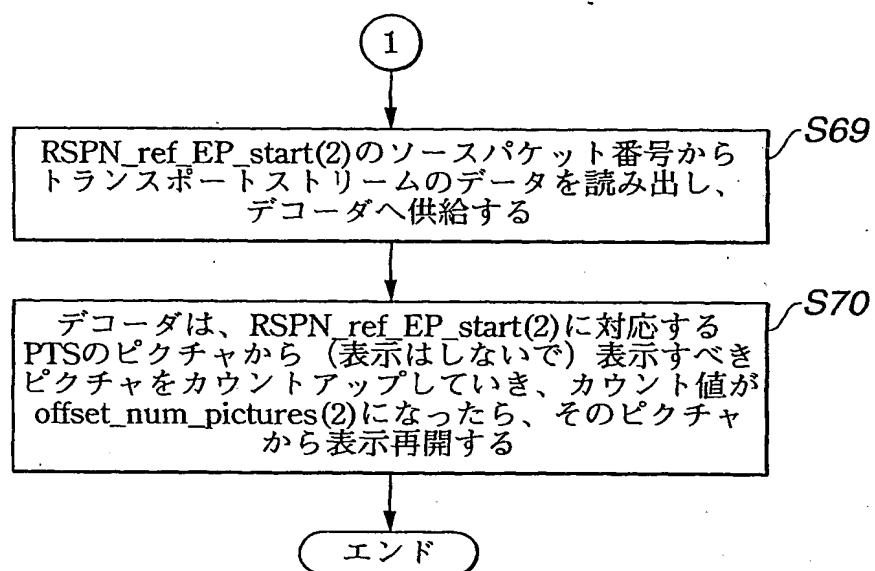 1
S69
RSPN_ref_EP_start(2)のソースパケット番号から
トランスポートストリームのデータを読み出し、
デコーダへ供給する
S70
デコーダは、RSPN_ref_EP_start(2)に対応する
PTSのピクチャから（表示はしないで）表示すべき
ピクチャをカウントアップしていき、カウント値が
offset_num_pictures(2)になったら、そのピクチャ
から表示再開する
エンド